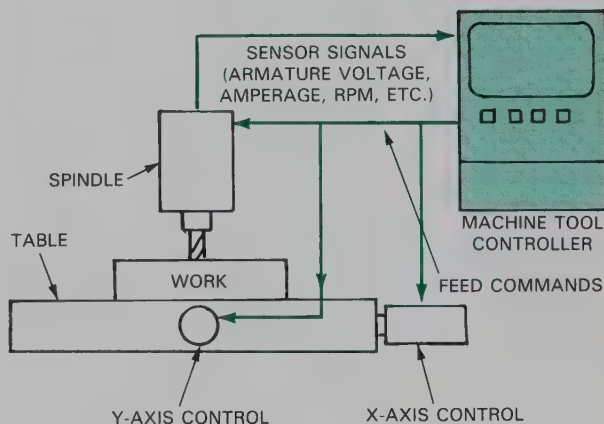 SENSOR SIGNALS
(ARMATURE VOLTAGE,
AMPERAGE, RPM, ETC.)
SPINDLE
MACHINE TOOL
CONTROLLER
TABLE
WORK
FEED COMMANDS
Y-AXIS CONTROL
X-AXIS CONTROL